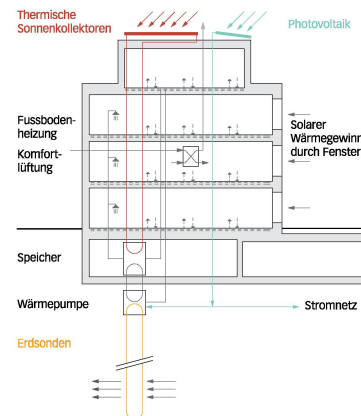 Thermische
Sonnenkollektoren
Photovoltaik
Fussboden-
heizung
Komfort-
lüftung
Solarer
Wärmegewinn
durch Fenster
Speicher
Wärmepumpe
Stromnetz
Erdsonden